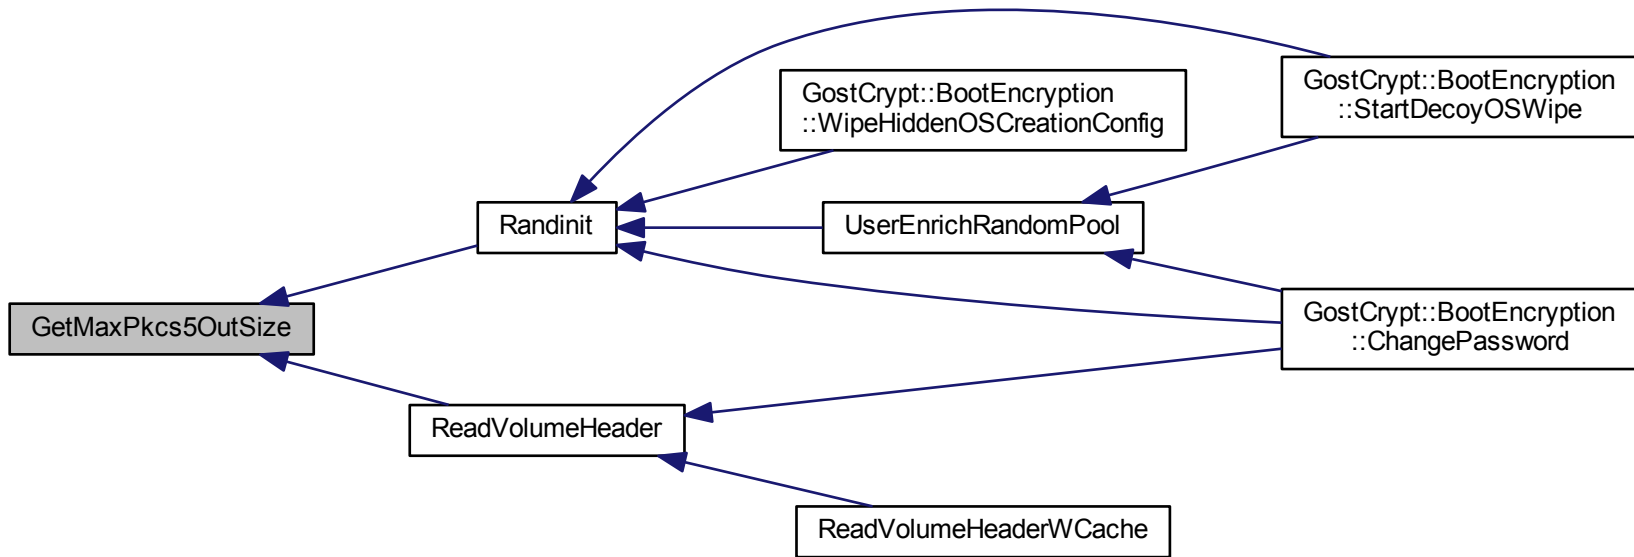 GostCrypt::BootEncryption
::StartDecoyOSWipe
GostCrypt::BootEncryption
::WipeHiddenOSCreationConfig
Randinit
UserEnrichRandomPool
GetMaxPkcs5OutSize
GostCrypt::BootEncryption
::ChangePassword
ReadVolumeHeader
ReadVolumeHeaderWCache